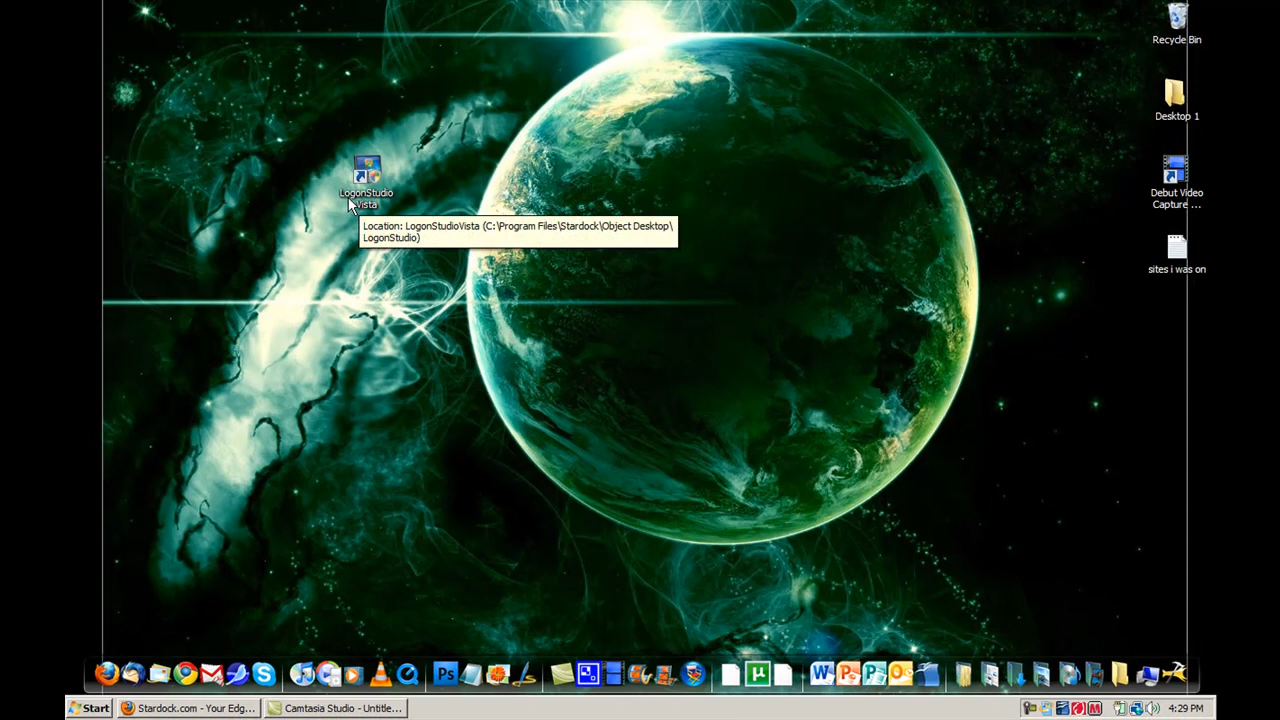 Recycle Bin
Desktop 1
LogonStudio
Vista
Debut Video
Capture ...
Location: LogonStudioVista (C:\Program Files\Stardock\Object Desktop\
LogonStudio)
sites i was on
Ps
µ
W
P
P
O
Start
Stardock.com - Your Edg...
Camtasia Studio - Untitle...
4:29 PM